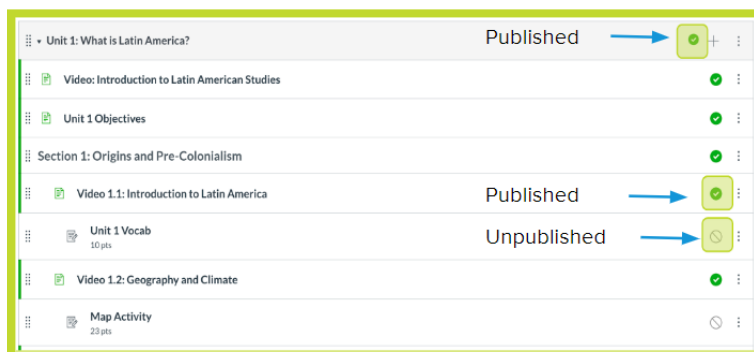 Unit 1: What is Latin America?
Published
Video: Introduction to Latin American Studies
Unit 1 Objectives
Section 1: Origins and Pre-Colonialism
Video 1.1: Introduction to Latin America
Published
Unit 1 Vocab
10 pts
Unpublished
Video 1.2: Geography and Climate
Map Activity
23 pts